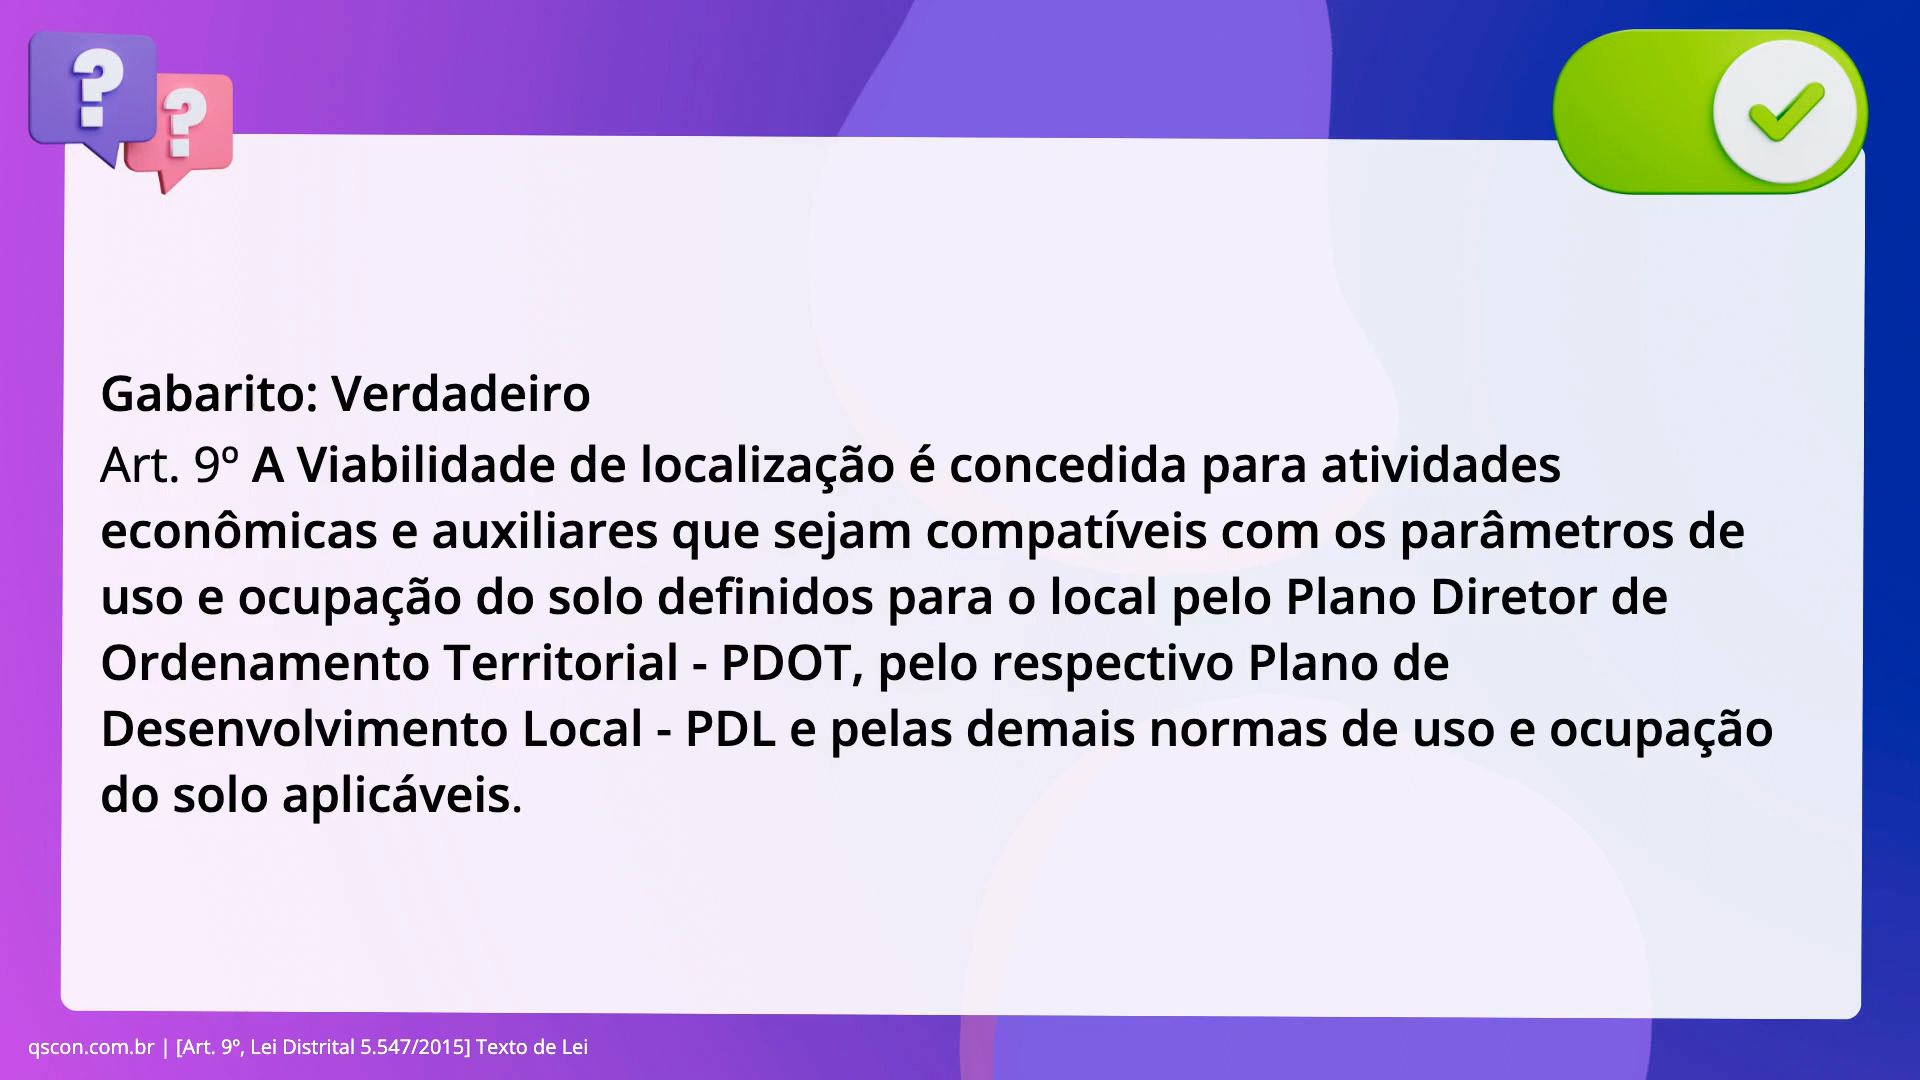 ?
?
Gabarito: Verdadeiro
Art. 9º A Viabilidade de localização é concedida para atividades
econômicas e auxiliares que sejam compatíveis com os parâmetros de
uso e ocupação do solo definidos para o local pelo Plano Diretor de
Ordenamento Territorial - PDOT, pelo respectivo Plano de
Desenvolvimento Local - PDL e pelas demais normas de uso e ocupação
do solo aplicáveis.
qscon.com.br | [Art. 9º, Lei Distrital 5.547/2015] Texto de Lei